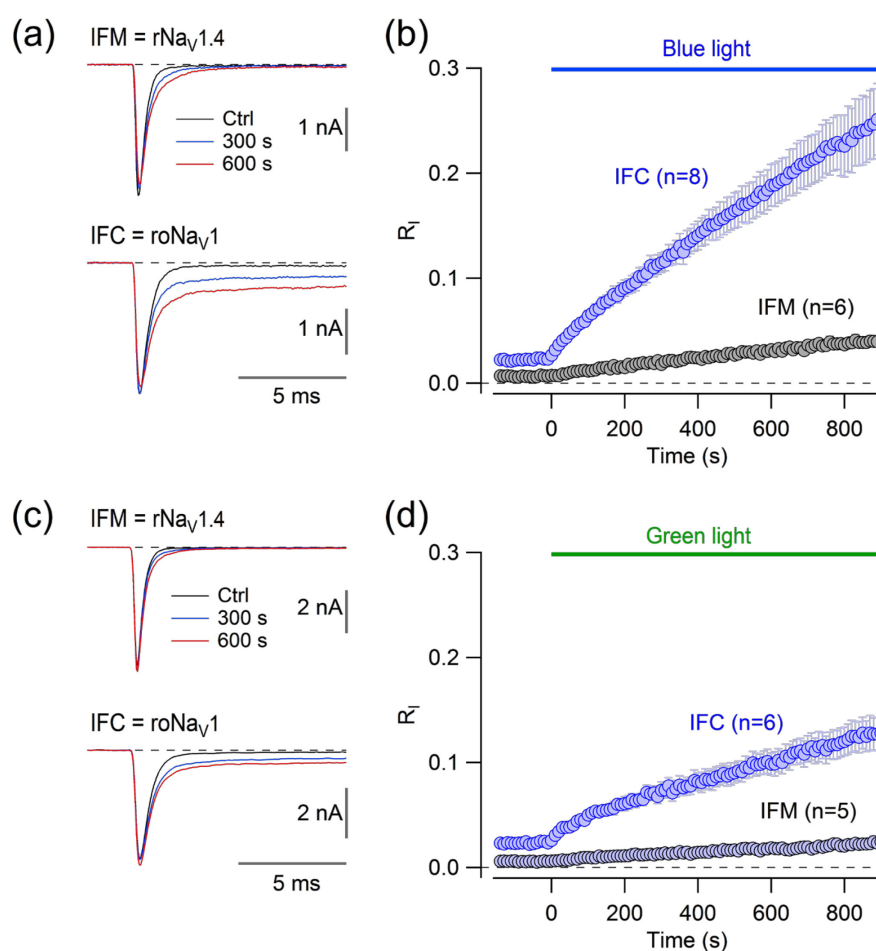 (a)
IFM = rNaV1.4
Ctrl
300 s
600 s
1 nA
IFC = roNaV1
1 nA
5 ms
(b)
Blue light
0.3
0.2
0.1
0.0
RI
IFC (n=8)
IFM (n=6)
0
200
400
600
800
Time (s)
(c)
IFM = rNaV1.4
Ctrl
300 s
600 s
2 nA
IFC = roNaV1
2 nA
5 ms
(d)
Green light
0.3
0.2
0.1
0.0
RI
IFC (n=6)
IFM (n=5)
0
200
400
600
800
Time (s)